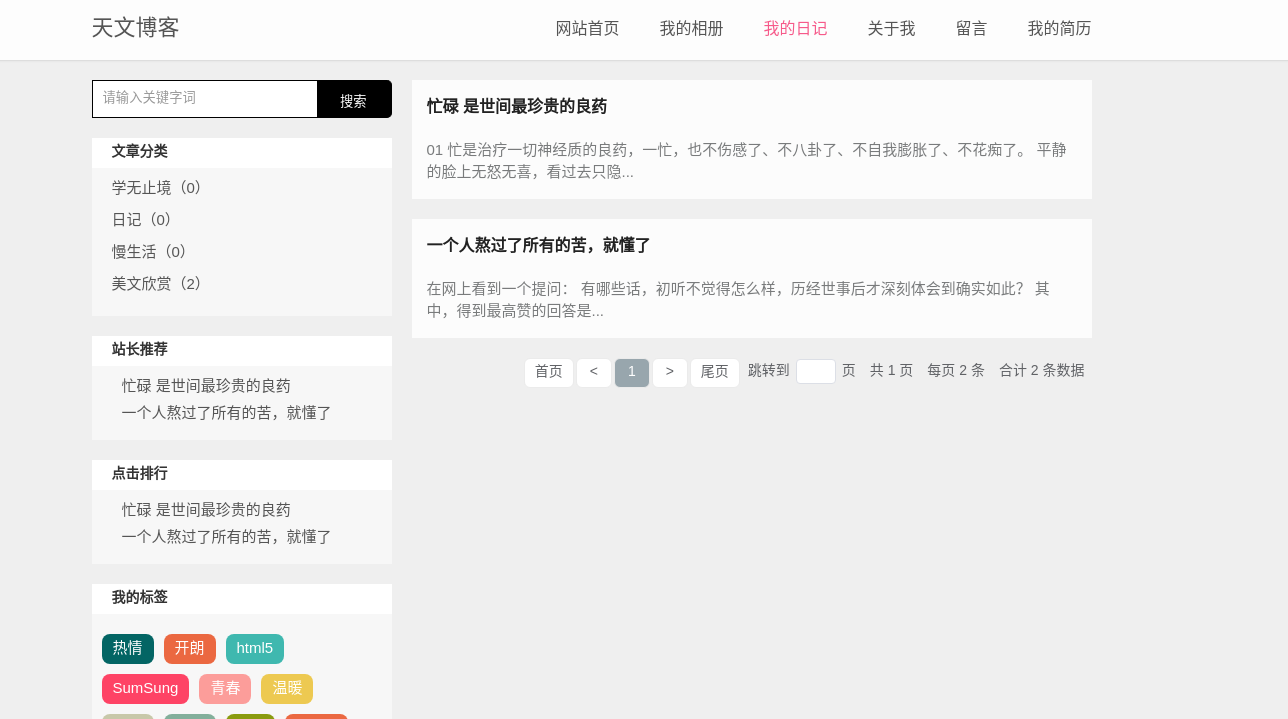 天文博客
网站首页 我的相册 我的日记 关于我 留言 我的简历
请输入关键字词 搜索
文章分类
学无止境（0）
日记（0）
慢生活（0）
美文欣赏（2）
站长推荐
忙碌 是世间最珍贵的良药
一个人熬过了所有的苦，就懂了
点击排行
忙碌 是世间最珍贵的良药
一个人熬过了所有的苦，就懂了
我的标签
热情 开朗 html5
SumSung 青春 温暖
忙碌 是世间最珍贵的良药
01 忙是治疗一切神经质的良药，一忙，也不伤感了、不八卦了、不自我膨胀了、不花痴了。 平静
的脸上无怒无喜，看过去只隐...
一个人熬过了所有的苦，就懂了
在网上看到一个提问： 有哪些话，初听不觉得怎么样，历经世事后才深刻体会到确实如此？ 其
中，得到最高赞的回答是...
首页 < 1 > 尾页 跳转到 页 共 1 页 每页 2 条 合计 2 条数据